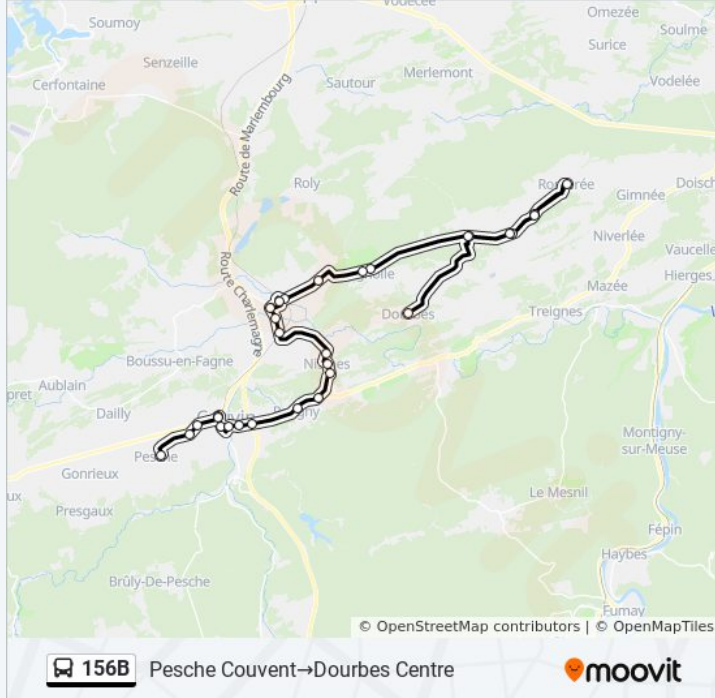 Vodecée
Soumoy
Omezée
Soulme
Surice
Senzeille
Merlemont
Cerfontaine
Sautour
Vodelée
Route de Mariembourg
Roly
Doisch
Gimnée
Niverlée
Vaucelle
Hierges
Route Charlemagne
Mazée
Treignes
Boussu-en-Fagne
Aublain
pret
Dailly
Pesche
Gonrieux
Montigny-
sur-Meuse
Presgaux
Le Mesnil
Fépin
Haybes
Brûly-De-Pesche
Fumay
© OpenStreetMap contributors | © OpenMapTiles
156B Pesche Couvent→Dourbes Centre
moovit